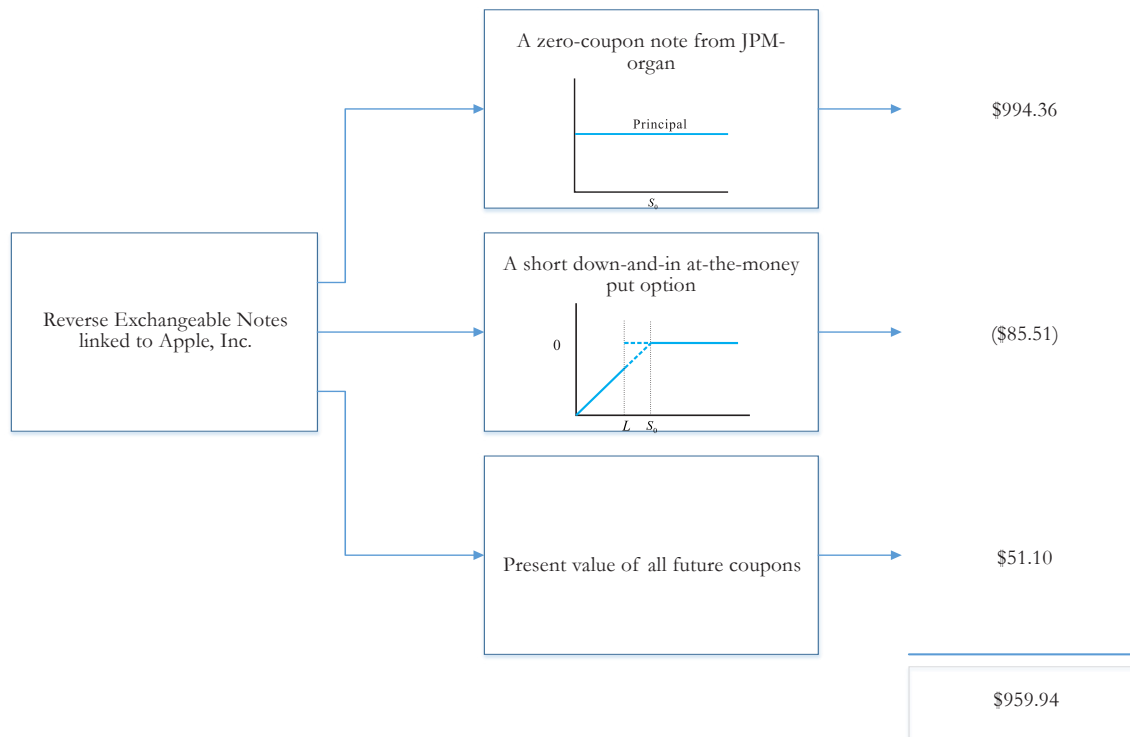 A zero-coupon note from JPM-
organ
Principal
S₀
$994.36
Reverse Exchangeable Notes
linked to Apple, Inc.
A short down-and-in at-the-money
put option
0
L S₀
($85.51)
Present value of all future coupons
$51.10
$959.94